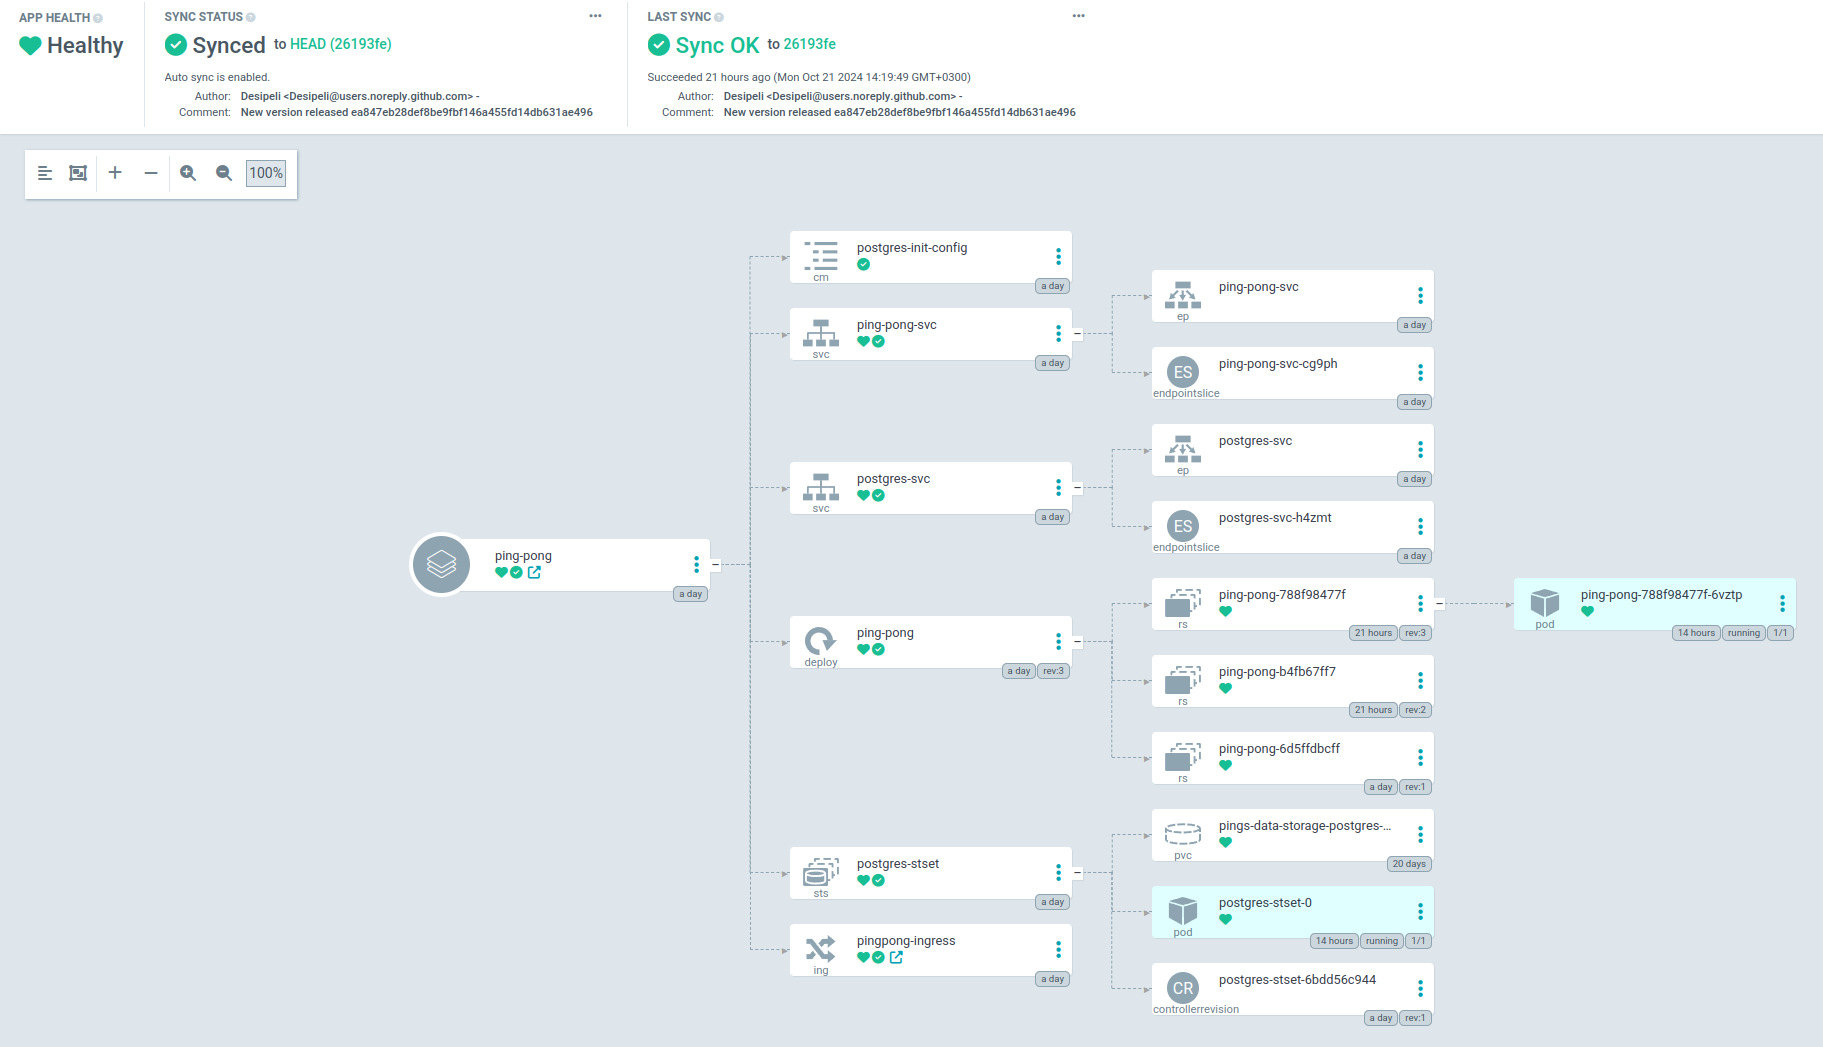 APP HEALTH
Healthy
SYNC STATUS
Synced to HEAD (26193fe)
Auto sync is enabled.
Author: Desipeli <Desipeli@users.noreply.github.com> -
Comment: New version released ea847eb28def8be9fbf146a455fd14db631ae496
LAST SYNC
Sync OK to 26193fe
Succeeded 21 hours ago (Mon Oct 21 2024 14:19:49 GMT+0300)
Author: Desipeli <Desipeli@users.noreply.github.com> -
Comment: New version released ea847eb28def8be9fbf146a455fd14db631ae496
100%
ping-pong
a day
postgres-init-config
cm
a day
ping-pong-svc
svc
a day
postgres-svc
svc
a day
ping-pong
deploy
a day rev:3
postgres-stset
sts
a day
pingpong-ingress
ing
a day
ping-pong-svc
ep
a day
ES
ping-pong-svc-cg9ph
endpointslice
a day
postgres-svc
ep
a day
ES
postgres-svc-h4zmt
endpointslice
a day
ping-pong-788f98477f
rs
21 hours rev:3
ping-pong-b4fb67ff7
rs
21 hours rev:2
ping-pong-6d5ffdbcff
rs
a day rev:1
pings-data-storage-postgres-...
pvc
20 days
postgres-stset-0
pod
14 hours running 1/1
CR
postgres-stset-6bdd56c944
controllerrevision
a day rev:1
ping-pong-788f98477f-6vztp
pod
14 hours running 1/1